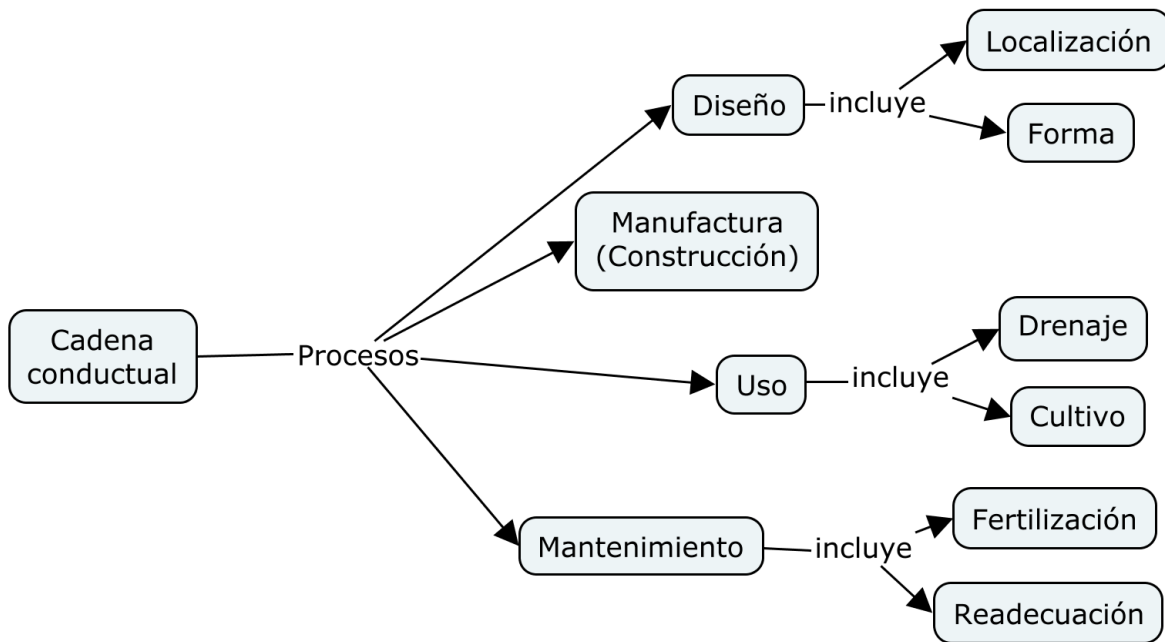 Cadena
conductual
Procesos
Diseño
incluye
Localización
Forma
Manufactura
(Construcción)
Uso
incluye
Drenaje
Cultivo
Mantenimiento
incluye
Fertilización
Readecuación